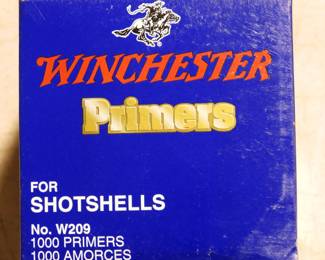 WINCHESTER
Primers
FOR
SHOTSHELLS
No. W209
1000 PRIMERS
1000 AMORCES